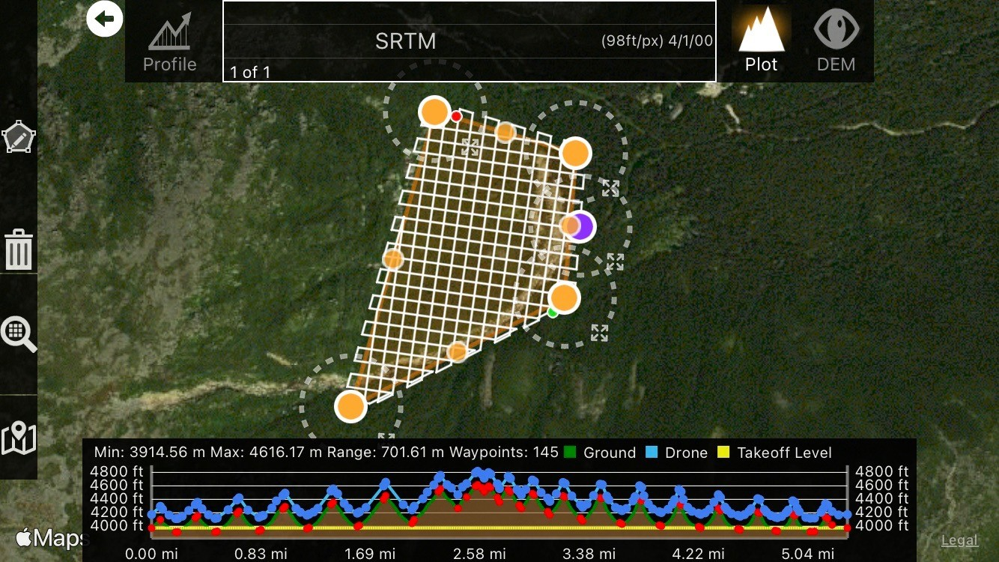 SRTM
(98ft/px) 4/1/00
Profile
Plot
DEM
1 of 1
Min: 3914.56 m Max: 4616.17 m Range: 701.61 m Waypoints: 145 Ground Drone Takeoff Level
4800 ft 4800 ft
4600 ft 4600 ft
4400 ft 4400 ft
4200 ft 4200 ft
4000 ft 4000 ft
Maps
Legal
0.00 mi 0.83 mi 1.69 mi 2.58 mi 3.38 mi 4.22 mi 5.04 mi